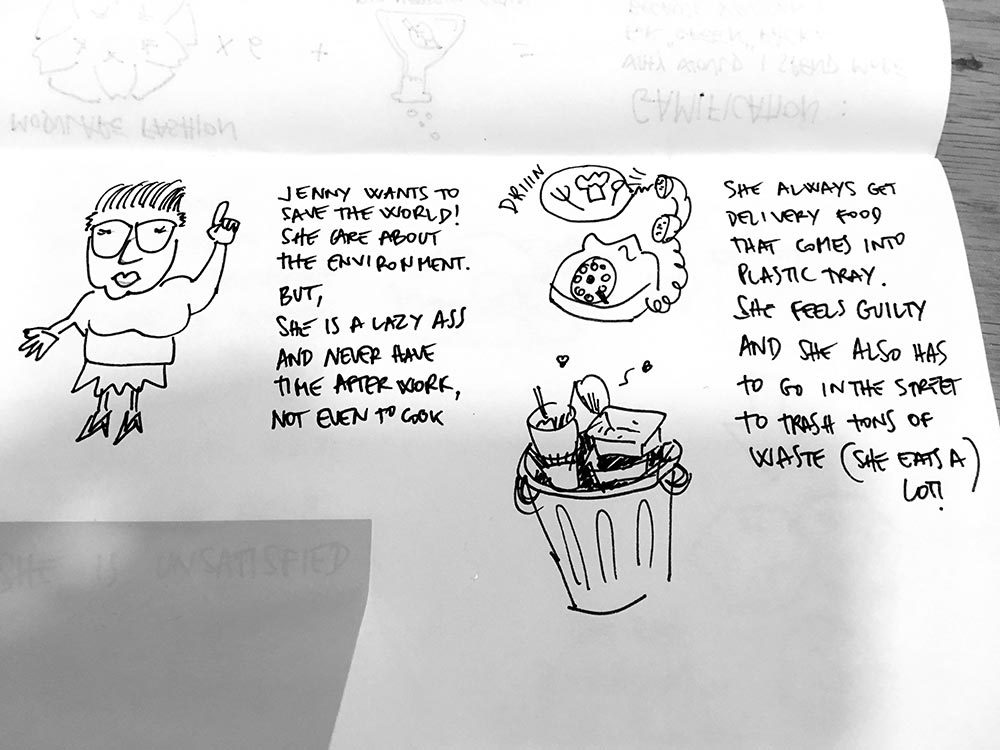 GAMIFICATION :
JENNY WANTS TO
SAVE THE WORLD!
SHE CARE ABOUT
THE ENVIRONMENT.
BUT,
SHE IS A LAZY ASS
AND NEVER HAVE
TIME AFTER WORK,
NOT EVEN TO COOK
DRIIIN
SHE ALWAYS GET
DELIVERY FOOD
THAT COMES INTO
PLASTIC TRAY.
SHE FEELS GUILTY
AND SHE ALSO HAS
TO GO IN THE STREET
TO TRASH TONS OF
WASTE (SHE EATS A
LOT!)
SHE IS UNSATISFIED